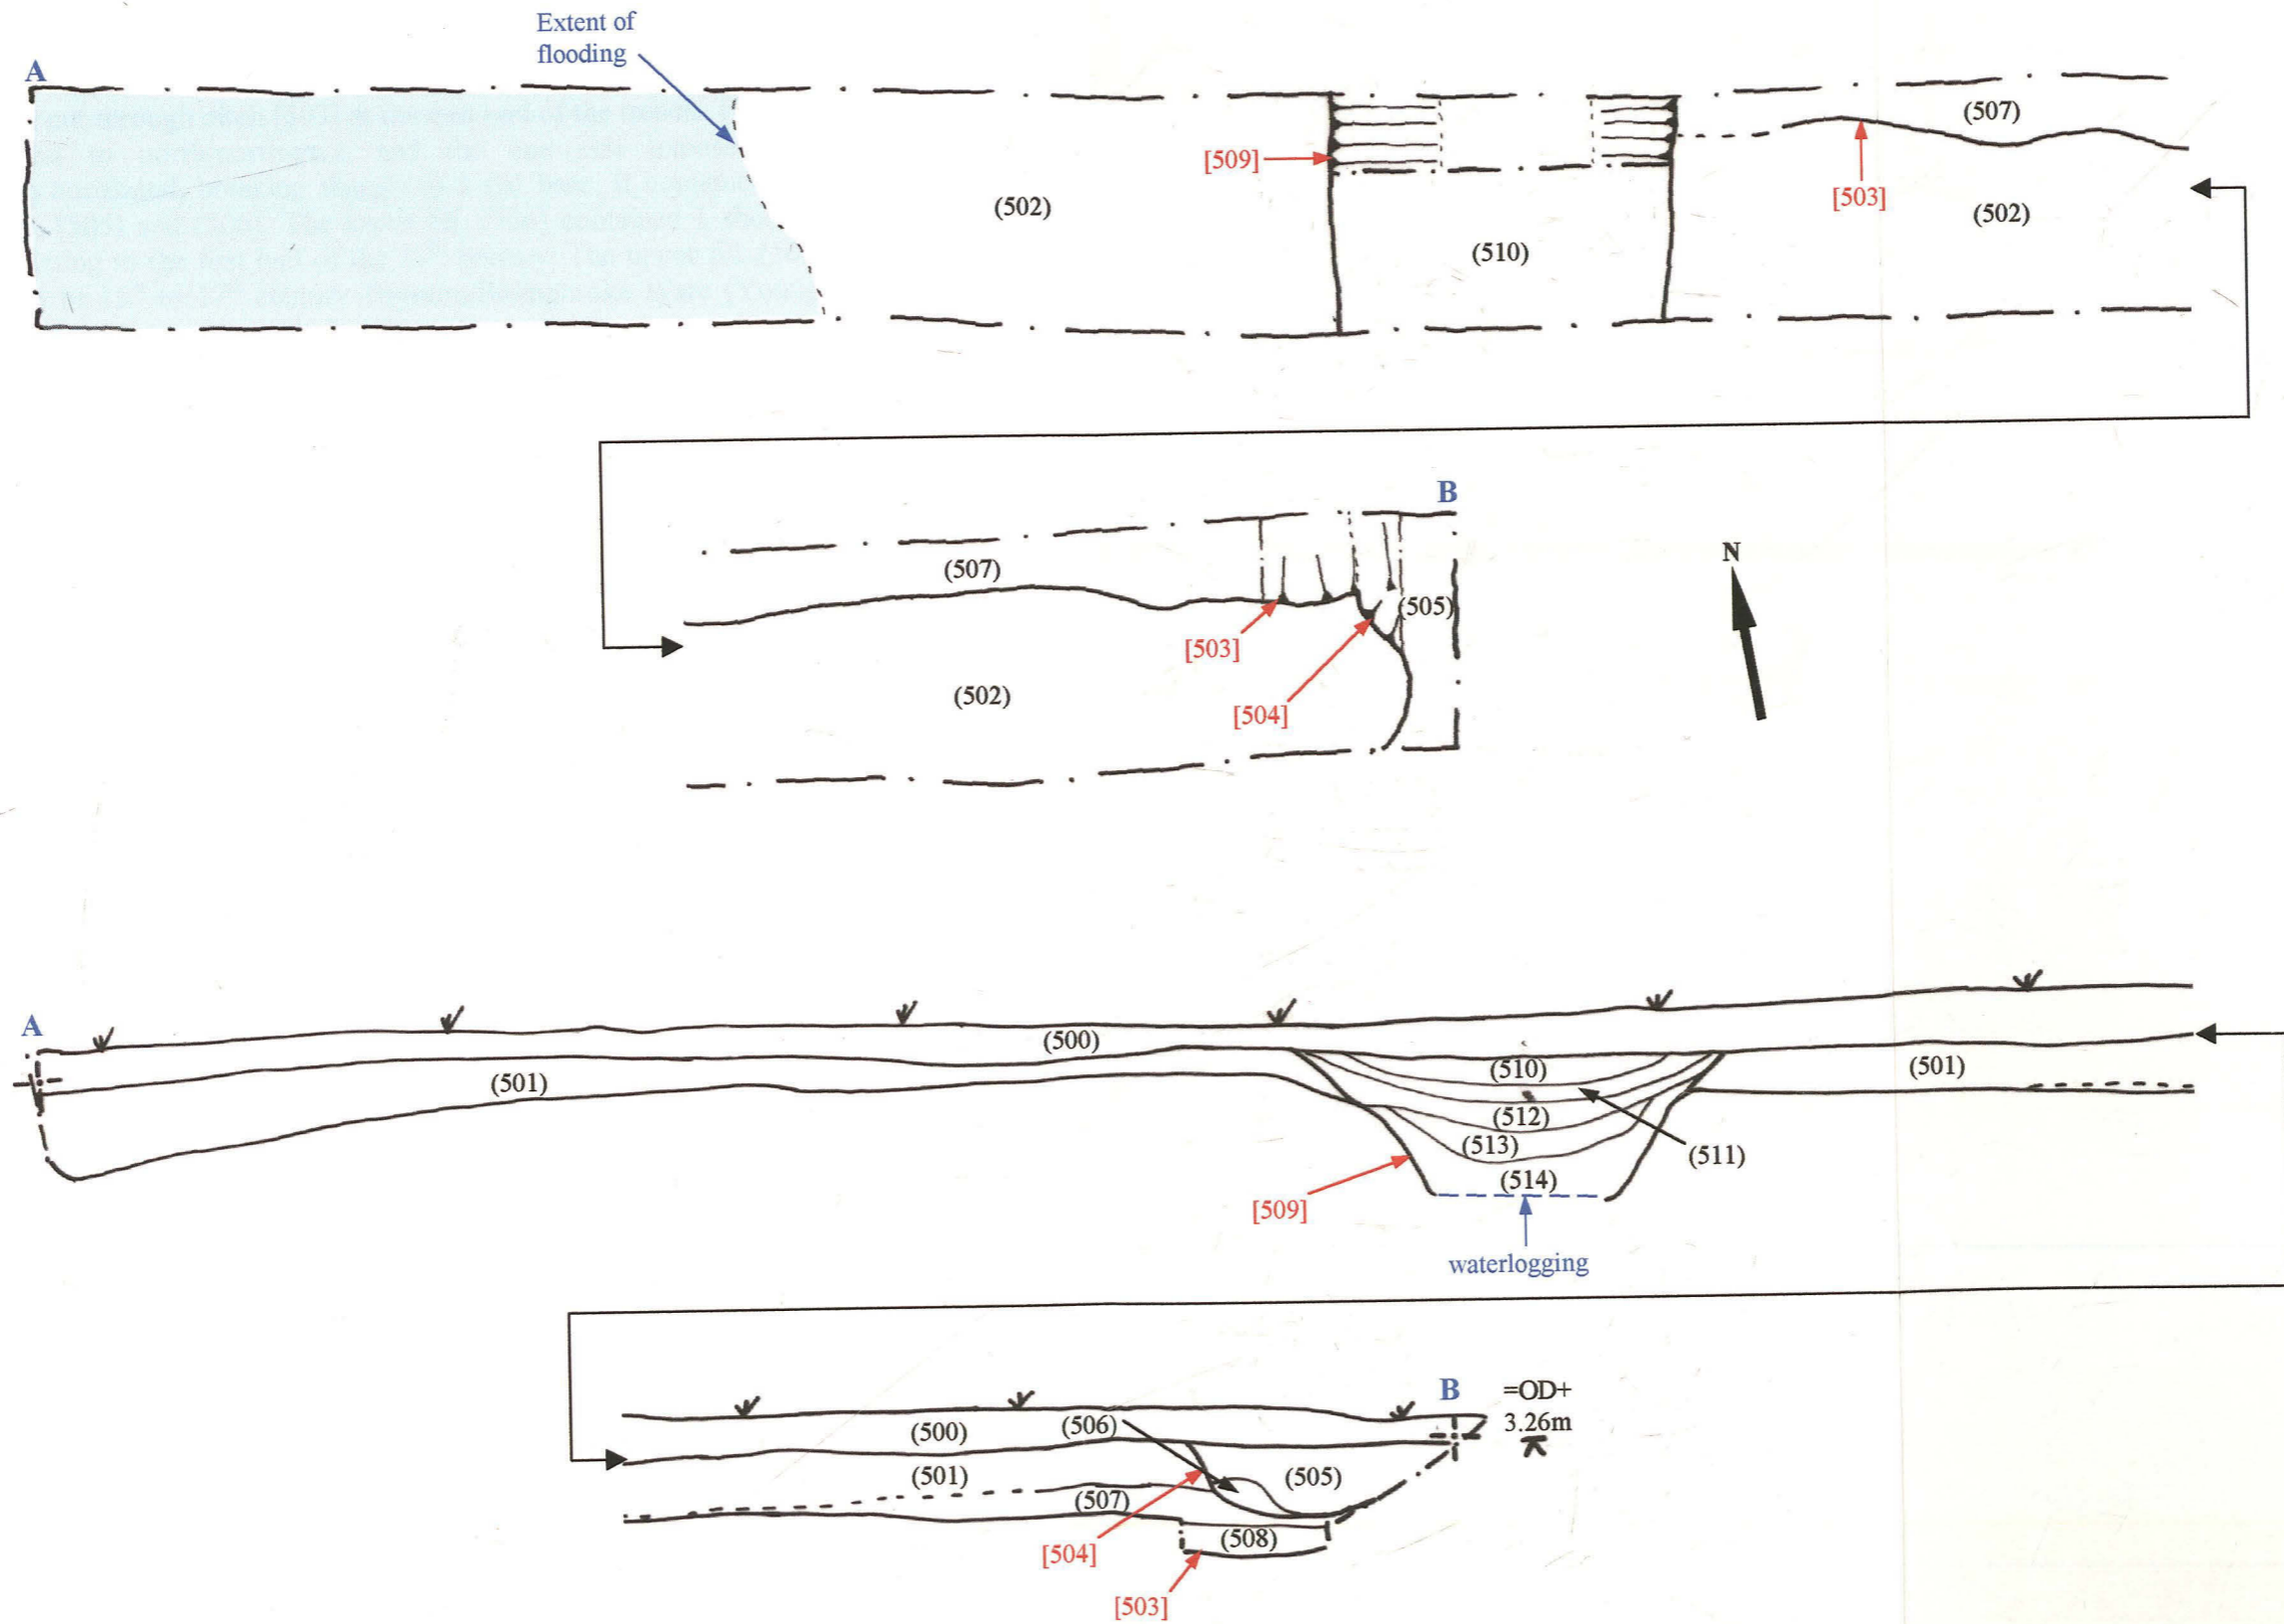 Extent of
flooding
A
(507)
[509]
[503]
(502)
(502)
(510)
B
(507)
(505)
[503]
(502)
[504]
N
A
(500)
(501)
(510)
(501)
(512)
(513)
(511)
(514)
[509]
waterlogging
B
=OD+
3.26m
(500)
(506)
(501)
(505)
(507)
(508)
[504]
[503]